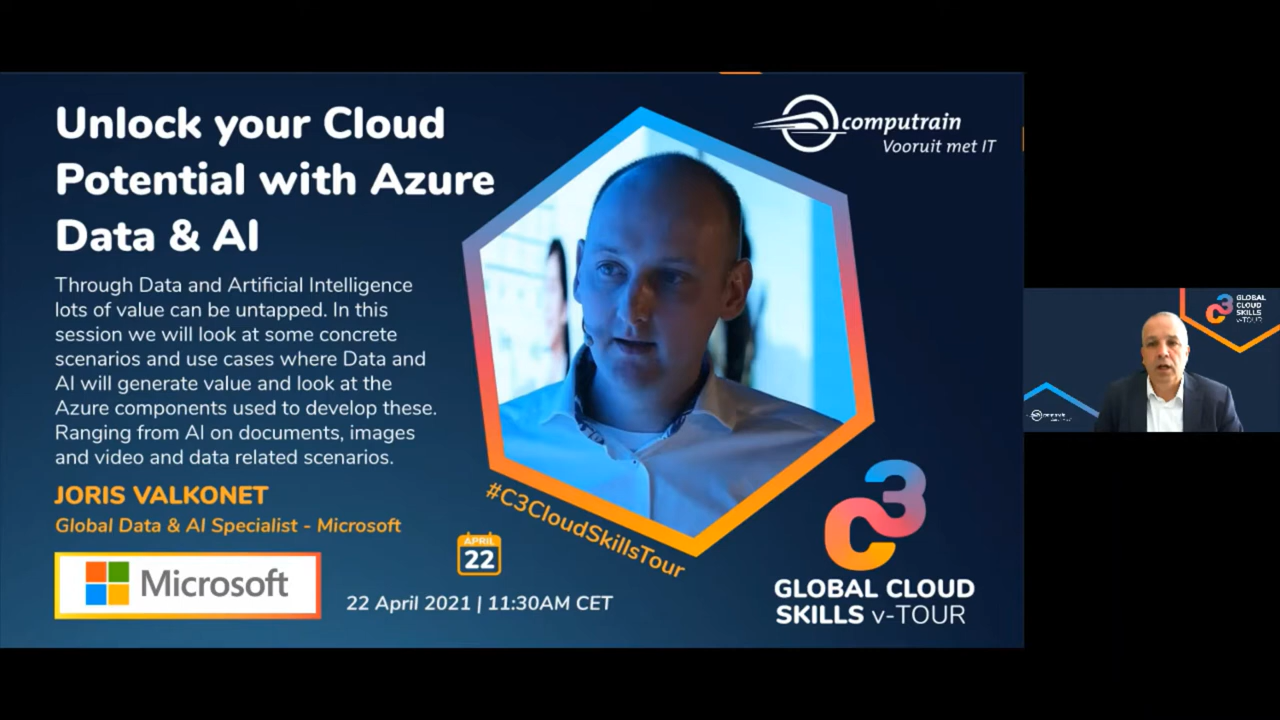 Unlock your Cloud
Potential with Azure
Data & AI
Through Data and Artificial Intelligence
lots of value can be untapped. In this
session we will look at some concrete
scenarios and use cases where Data and
AI will generate value and look at the
Azure components used to develop these.
Ranging from AI on documents, images
and video and data related scenarios.
JORIS VALKONET
Global Data & AI Specialist - Microsoft
Microsoft
APRIL
22
22 April 2021 | 11:30AM CET
#C3CloudSkillsTour
computrain
Vooruit met IT
C3
GLOBAL CLOUD
SKILLS v-TOUR
C3
GLOBAL
CLOUD
SKILLS
v-TOUR
computrain